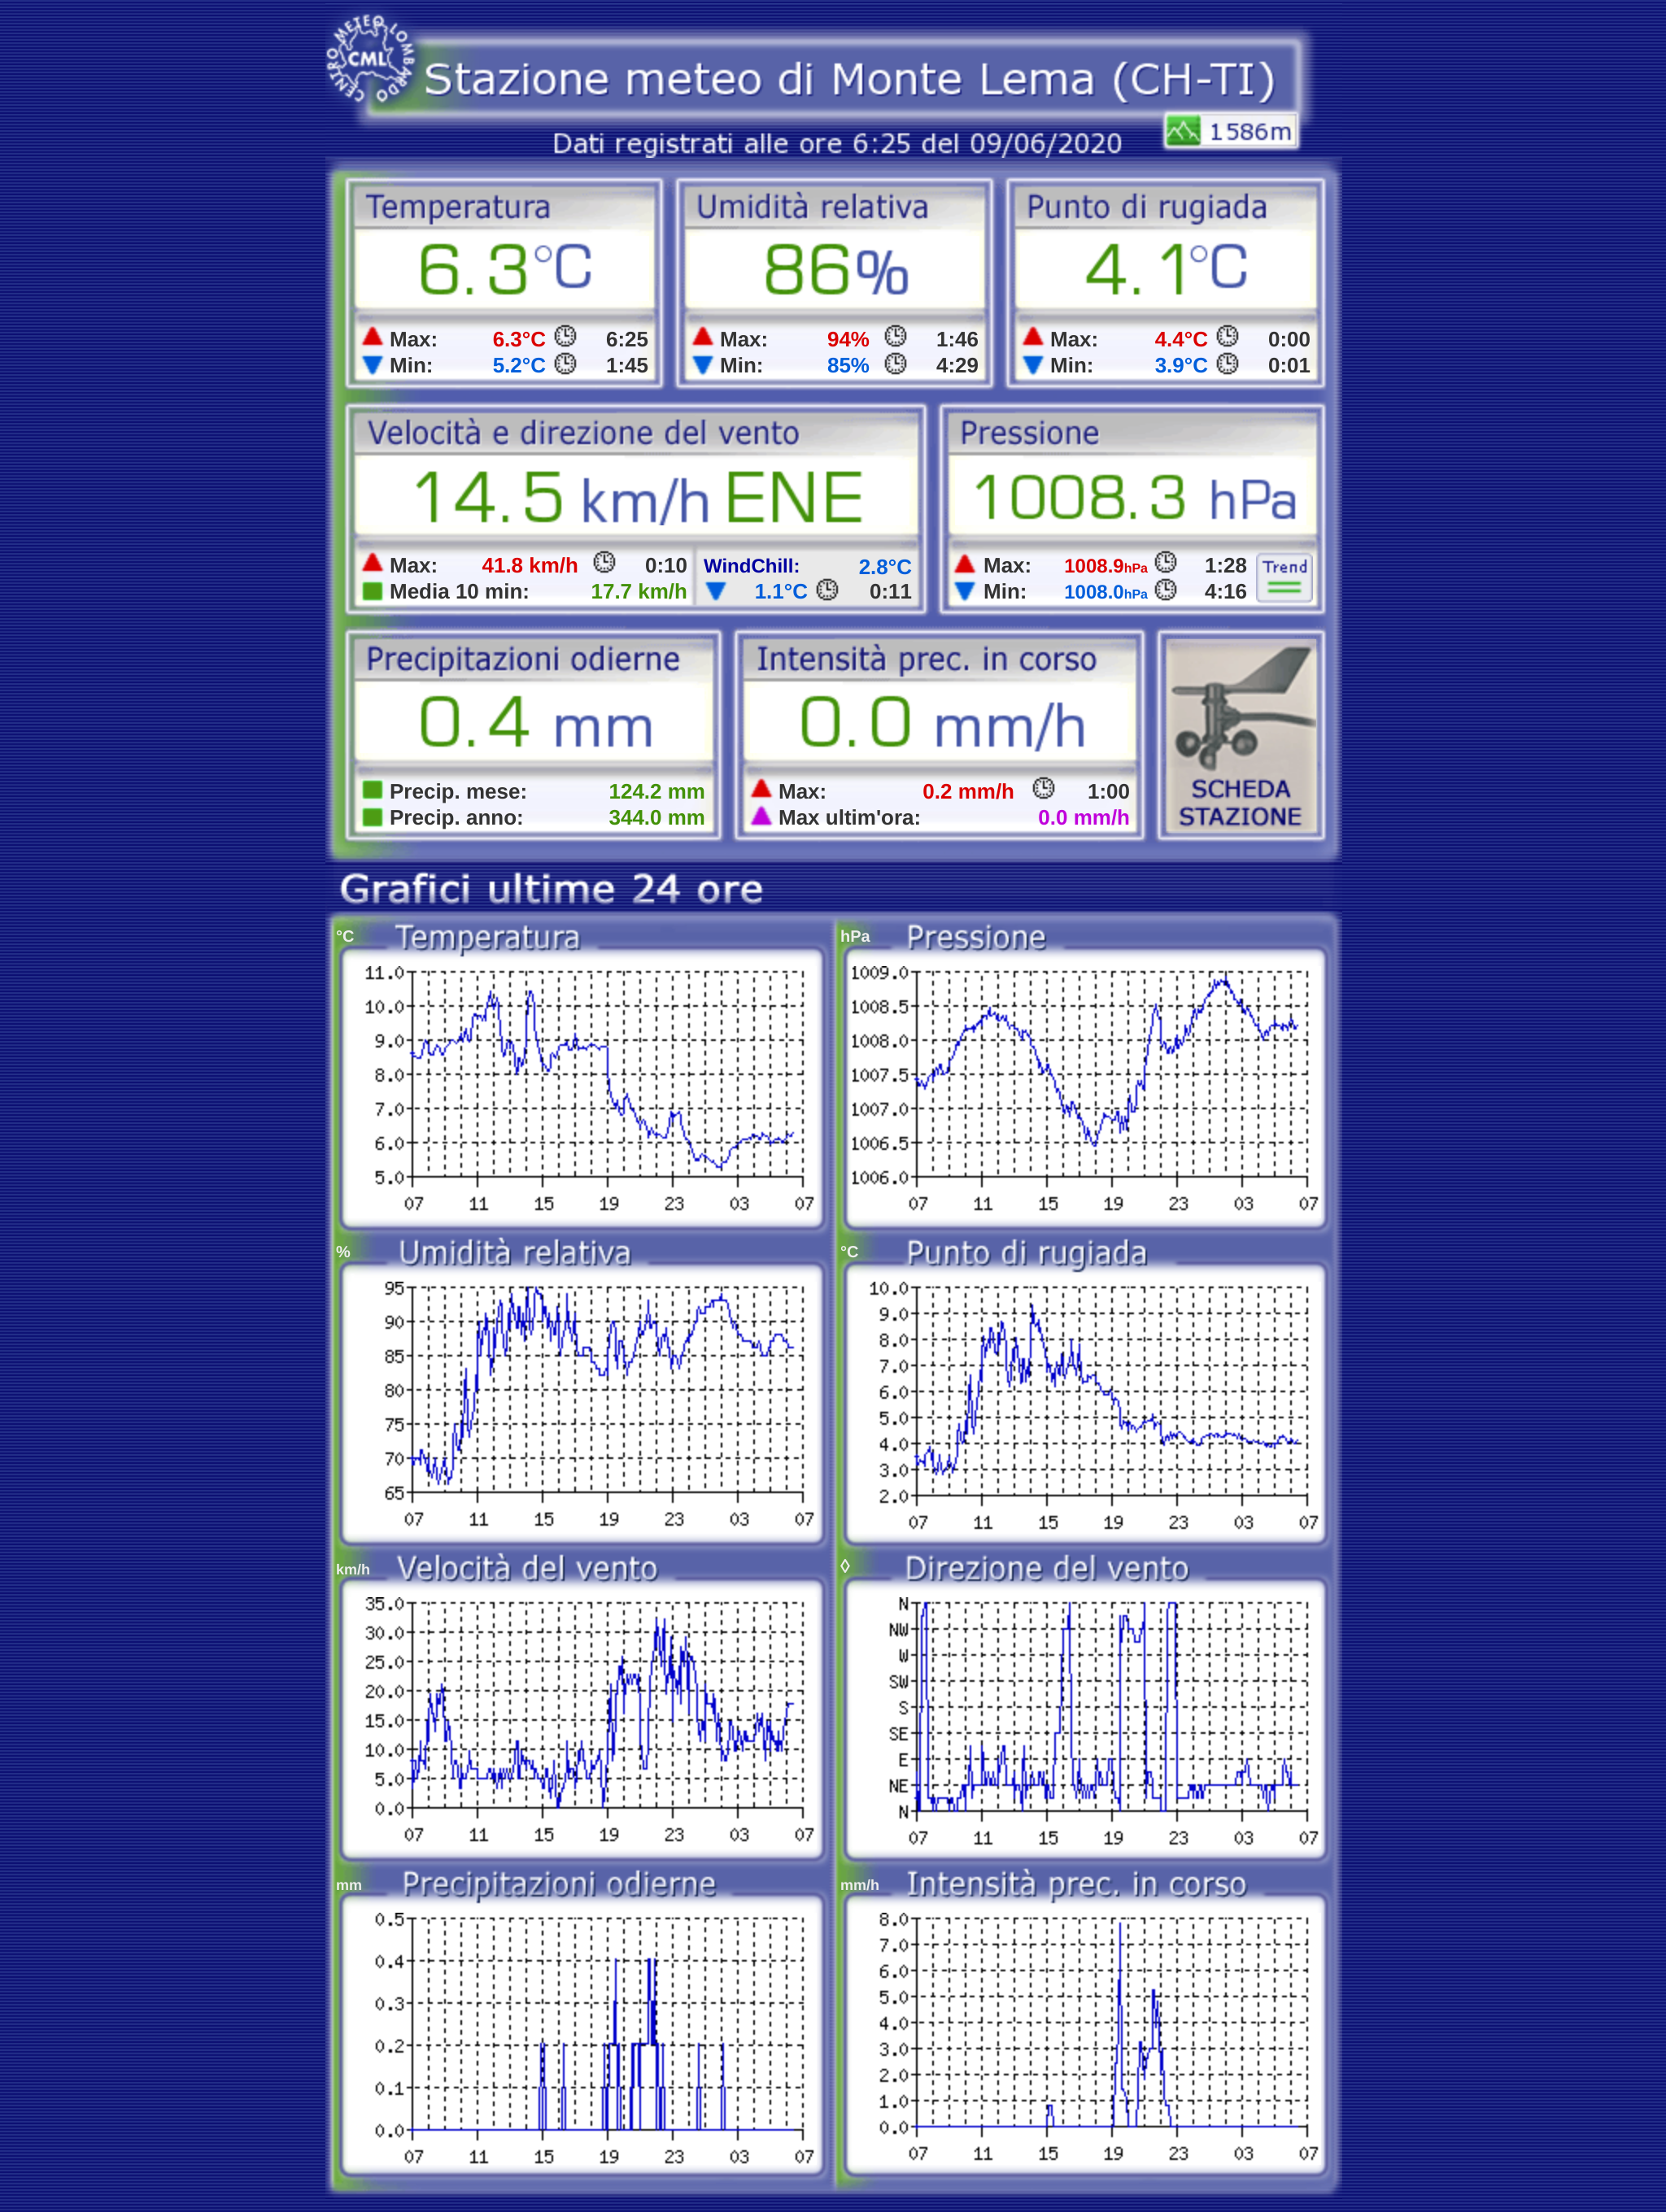 CENTRO METEO LOMBARDO
CML
Stazione meteo di Monte Lema (CH-TI)
1586m
Dati registrati alle ore 6:25 del 09/06/2020
Temperatura Umidità relativa Punto di rugiada
6.3°C 86% 4.1°C
Max: 6.3°C 6:25 Max: 94% 1:46 Max: 4.4°C 0:00
Min: 5.2°C 1:45 Min: 85% 4:29 Min: 3.9°C 0:01
Velocità e direzione del vento Pressione
14.5 km/h ENE 1008.3 hPa
Max: 41.8 km/h 0:10 WindChill: 2.8°C Max: 1008.9hPa 1:28 Trend
Media 10 min: 17.7 km/h 1.1°C 0:11 Min: 1008.0hPa 4:16
Precipitazioni odierne Intensità prec. in corso
0.4 mm 0.0 mm/h
Precip. mese: 124.2 mm Max: 0.2 mm/h 1:00 SCHEDA
Precip. anno: 344.0 mm Max ultim'ora: 0.0 mm/h STAZIONE
Grafici ultime 24 ore
°C Temperatura
11.0
10.0
9.0
8.0
7.0
6.0
5.0
07 11 15 19 23 03 07
hPa Pressione
1009.0
1008.5
1008.0
1007.5
1007.0
1006.5
1006.0
07 11 15 19 23 03 07
% Umidità relativa
95
90
85
80
75
70
65
07 11 15 19 23 03 07
°C Punto di rugiada
10.0
9.0
8.0
7.0
6.0
5.0
4.0
3.0
2.0
07 11 15 19 23 03 07
km/h Velocità del vento
35.0
30.0
25.0
20.0
15.0
10.0
5.0
0.0
07 11 15 19 23 03 07
◊ Direzione del vento
N
NW
W
SW
S
SE
E
NE
N
07 11 15 19 23 03 07
mm Precipitazioni odierne
0.5
0.4
0.3
0.2
0.1
0.0
07 11 15 19 23 03 07
mm/h Intensità prec. in corso
8.0
7.0
6.0
5.0
4.0
3.0
2.0
1.0
0.0
07 11 15 19 23 03 07